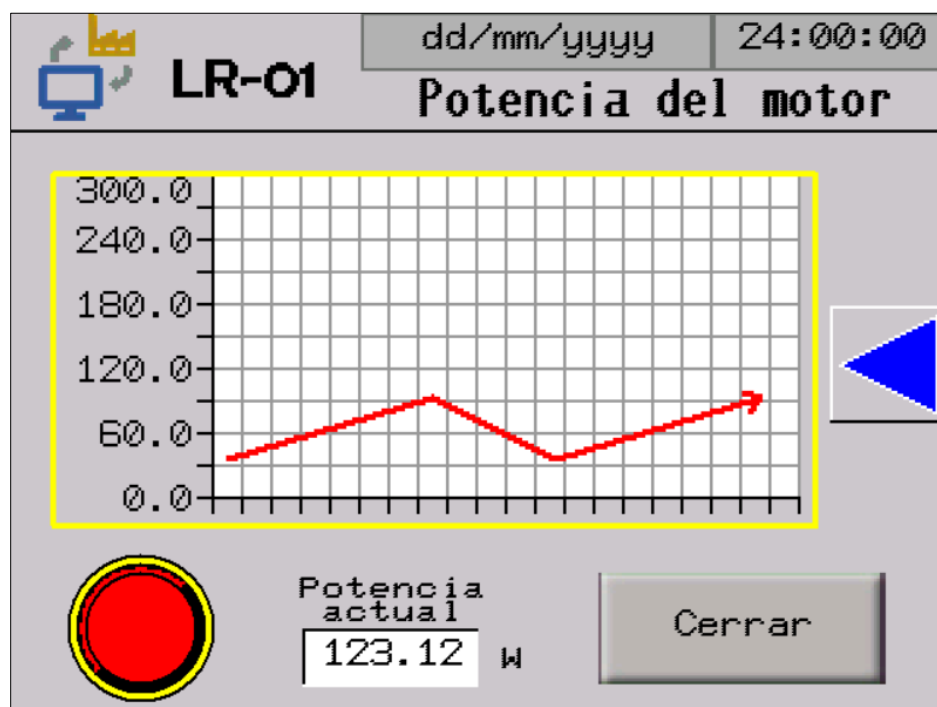 dd/mm/yyyy 24:00:00
LR-01
Potencia del motor
300.0
240.0
180.0
120.0
60.0
0.0
Potencia
actual
123.12 W
Cerrar